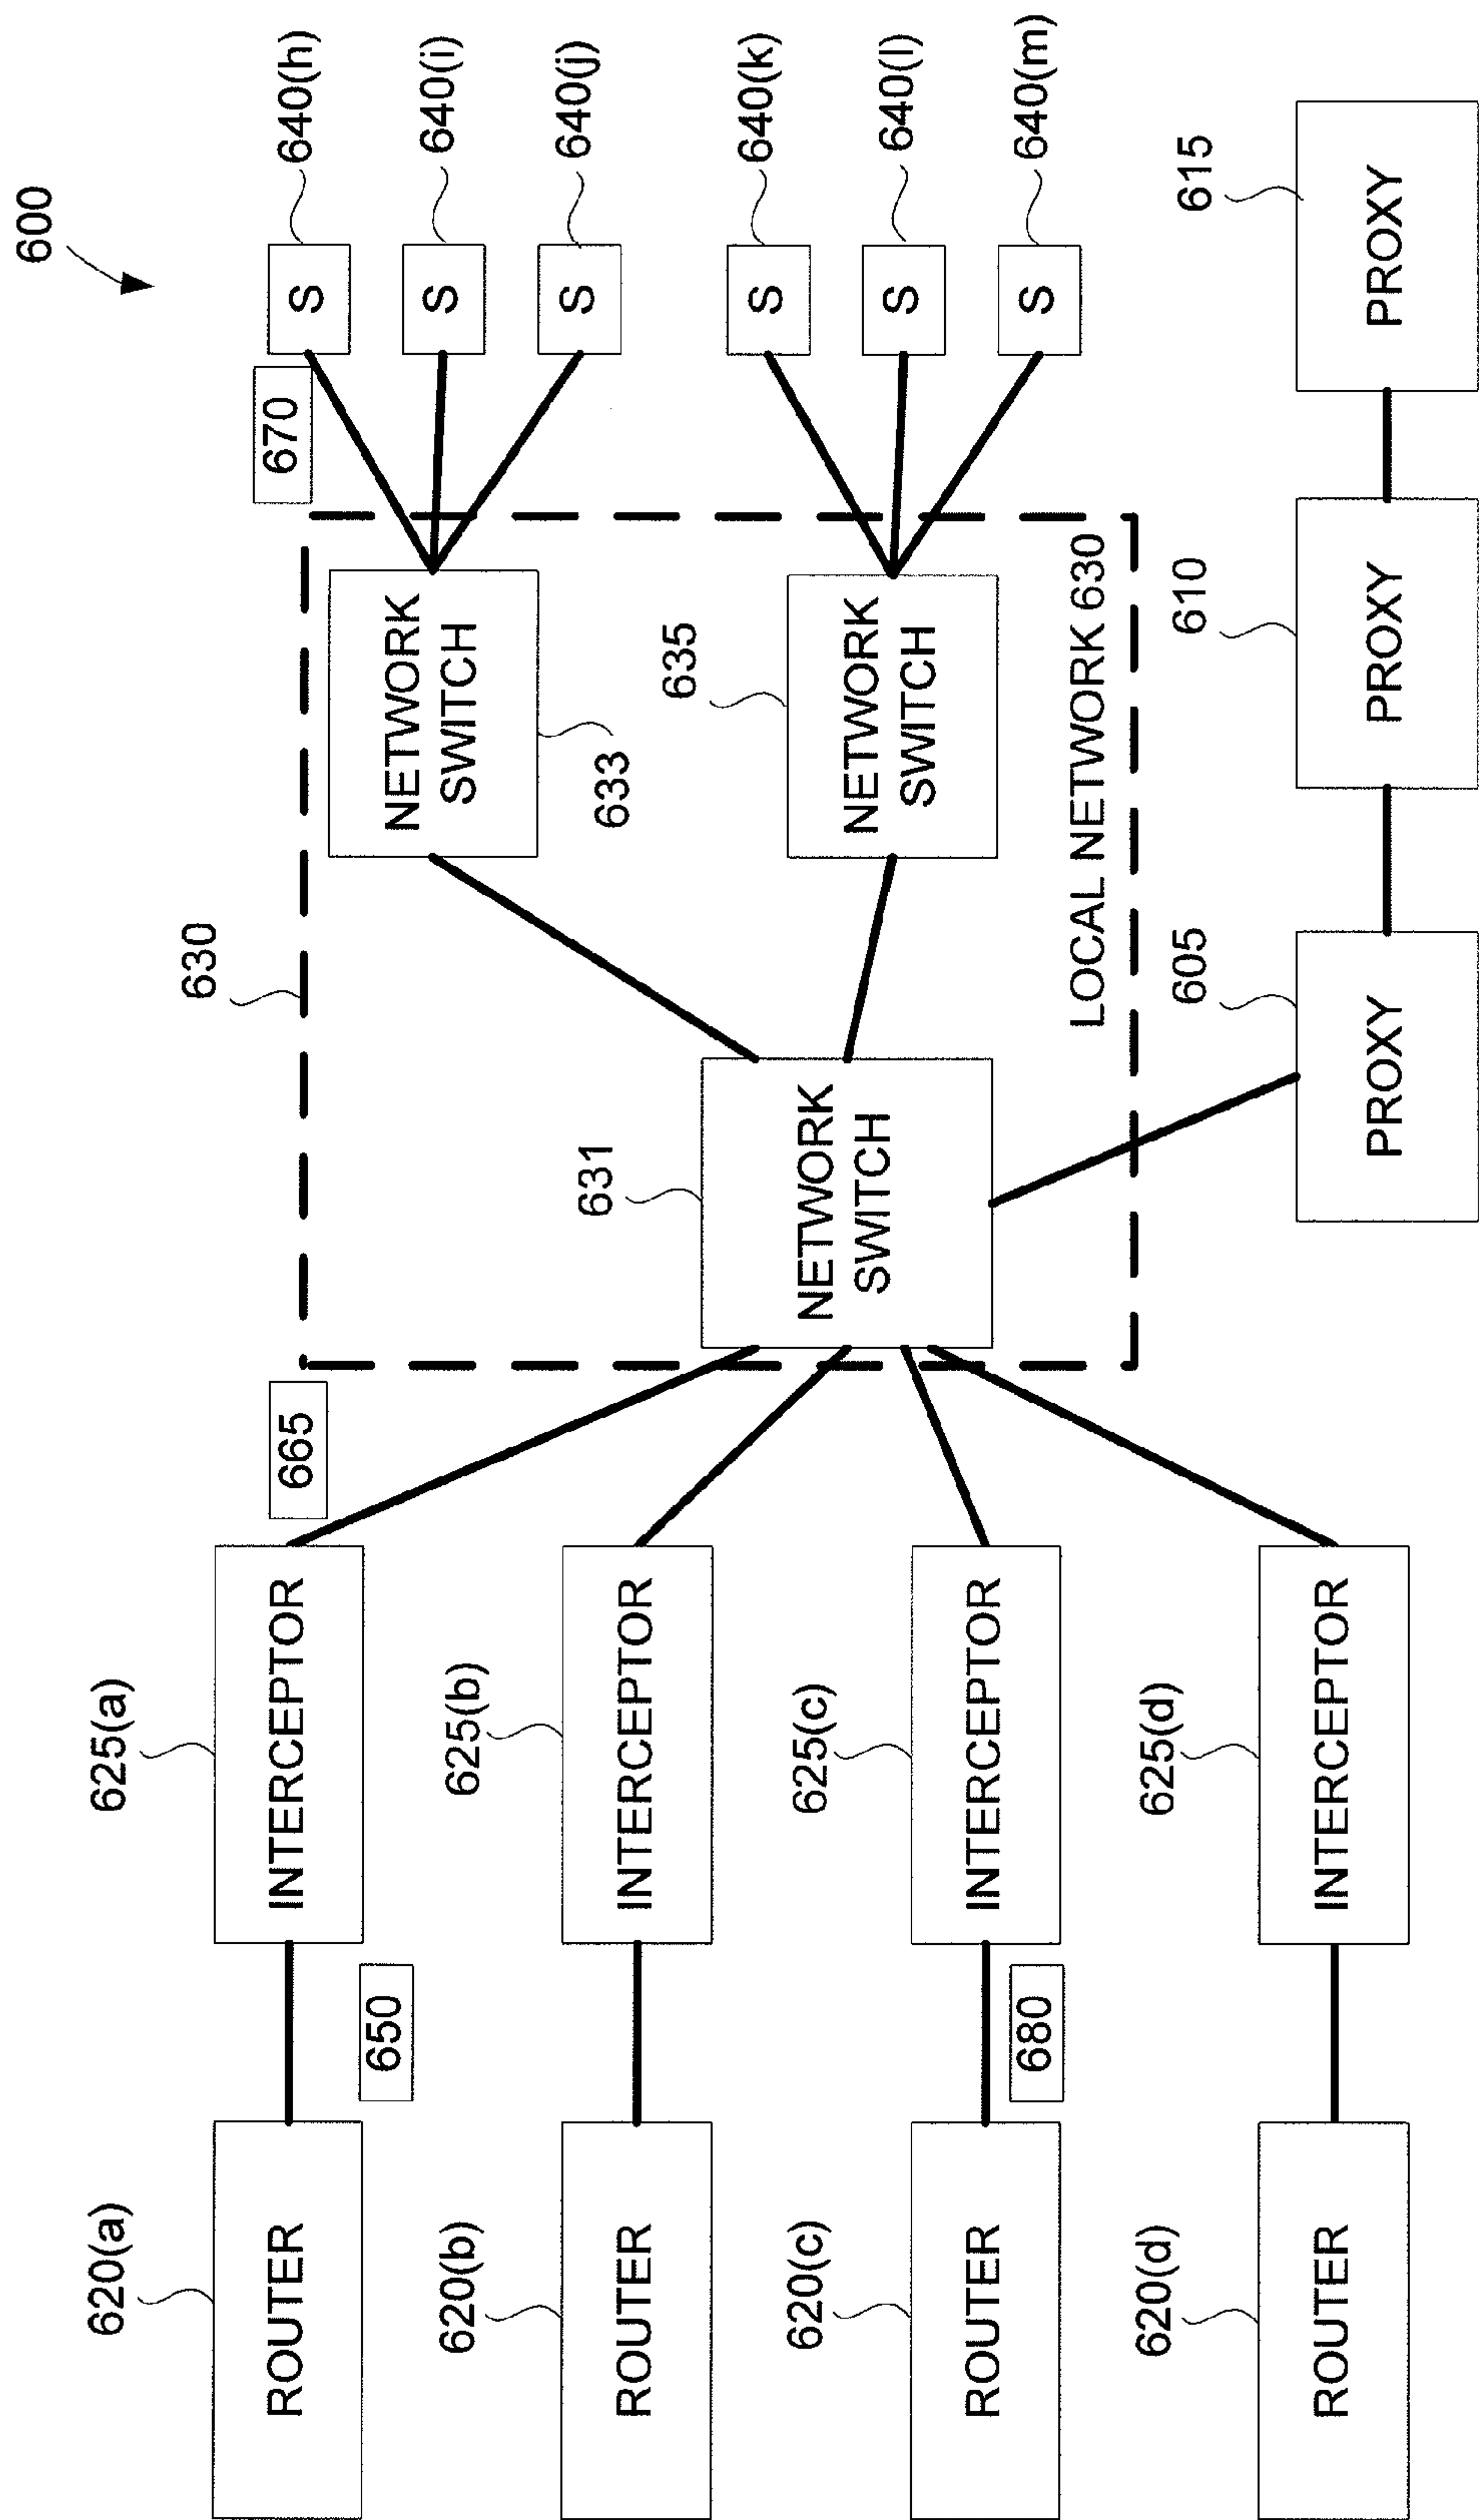 600
620(a)
ROUTER
650
625(a)
INTERCEPTOR
665
620(b)
ROUTER
625(b)
INTERCEPTOR
620(c)
ROUTER
680
625(c)
INTERCEPTOR
620(d)
ROUTER
625(d)
INTERCEPTOR
630
631
NETWORK
SWITCH
NETWORK
SWITCH
633
635
NETWORK
SWITCH
LOCAL NETWORK 630
670
S
640(h)
S
640(i)
S
640(j)
S
640(k)
S
640(l)
S
640(m)
605
PROXY
610
PROXY
615
PROXY